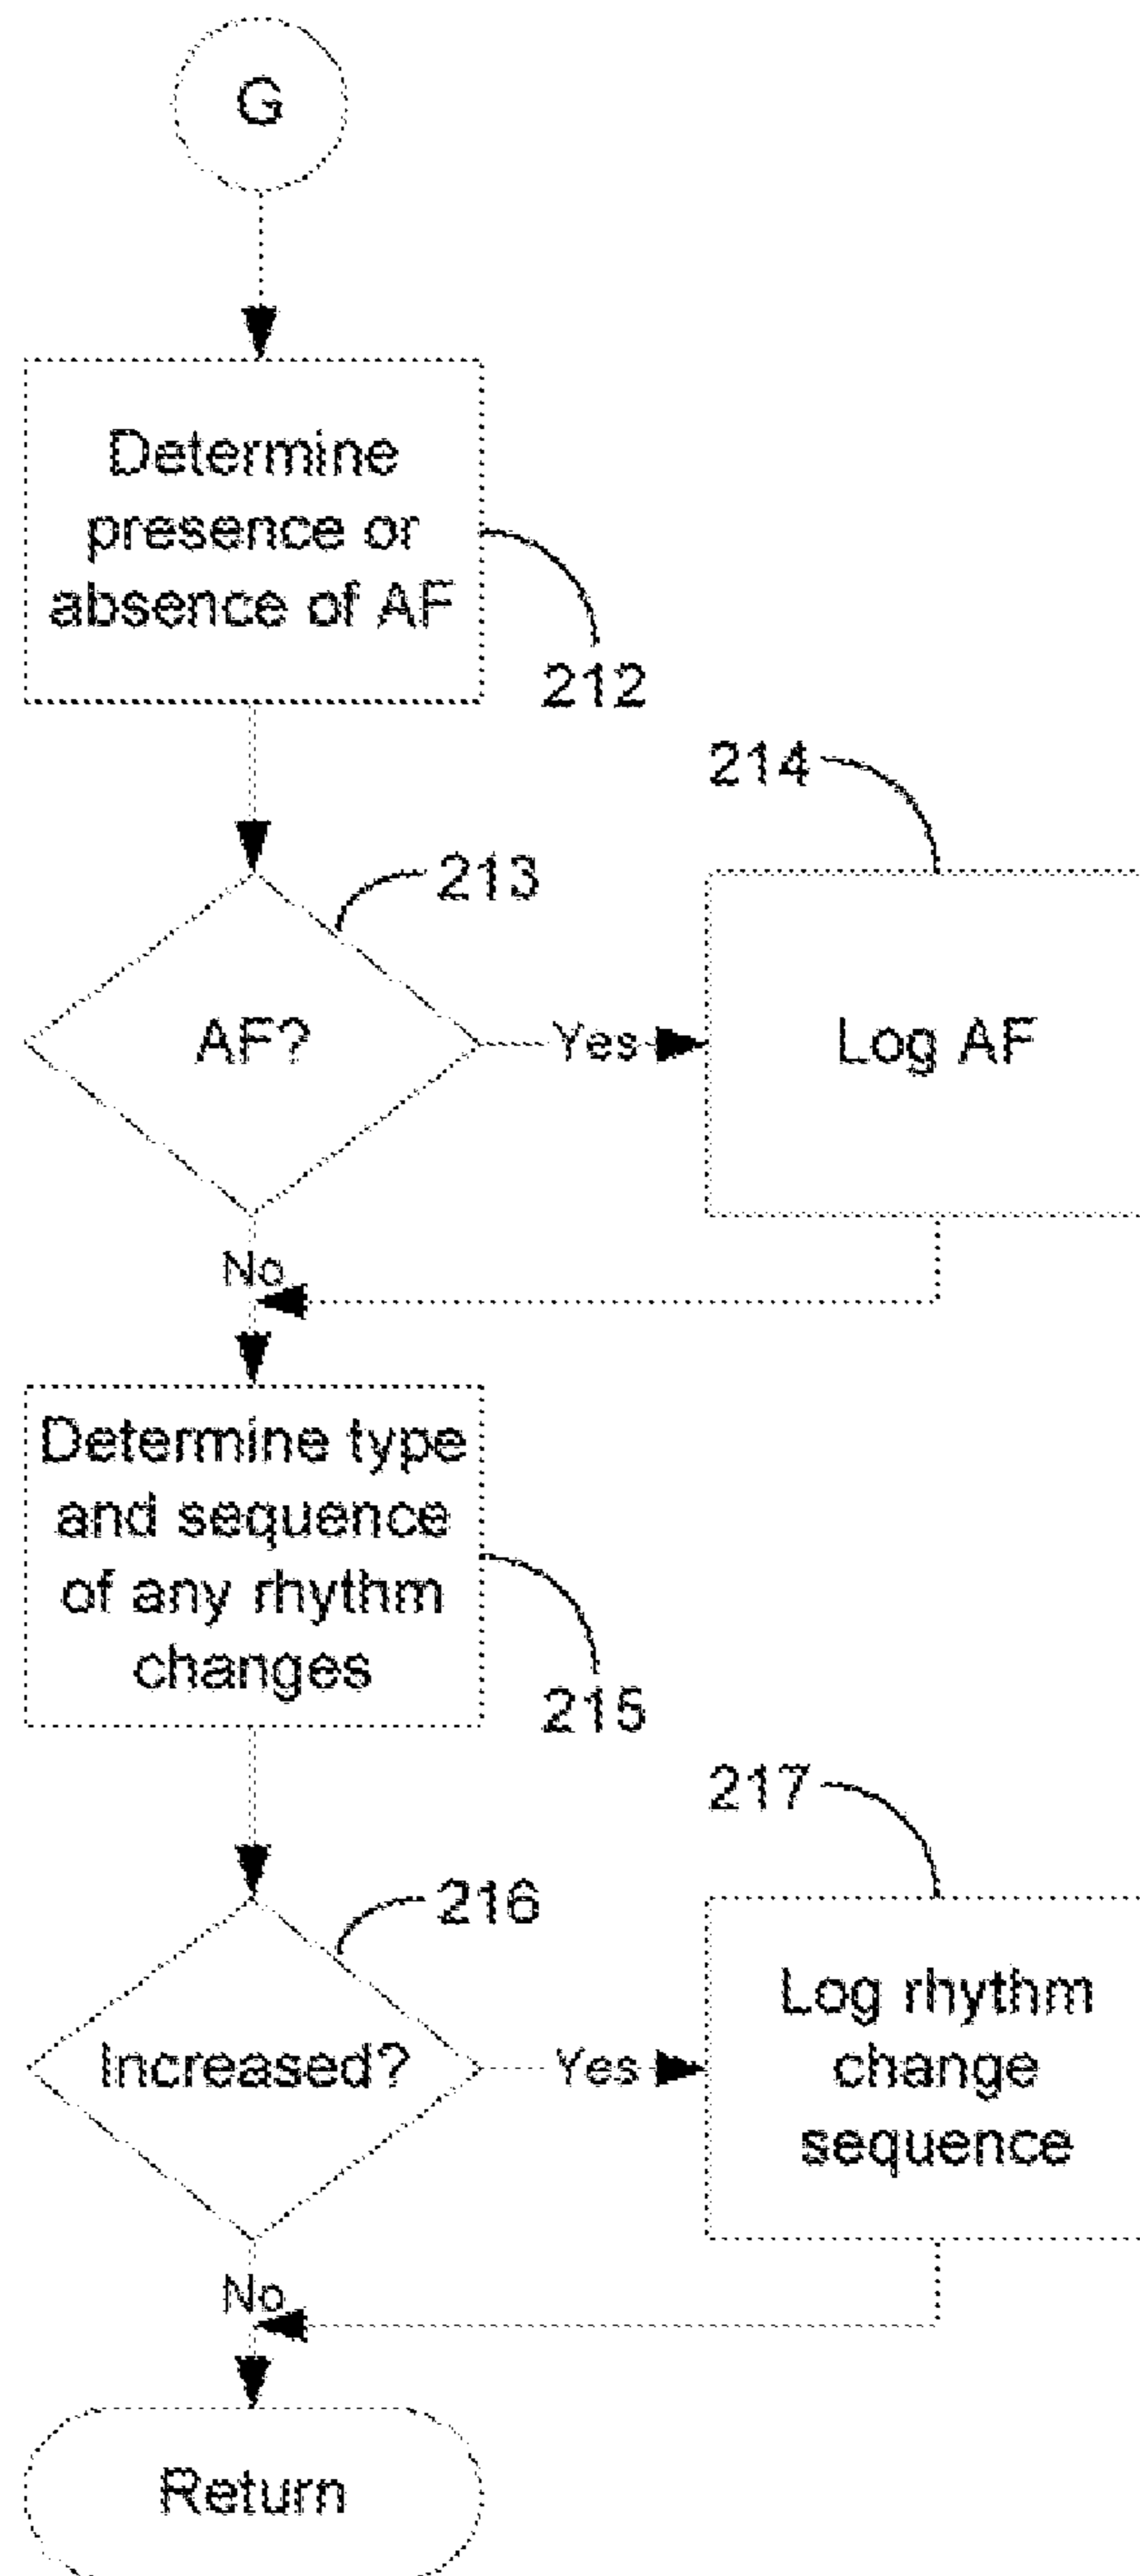 G
Determine
presence or
absence of AF
212
214
213
AF?
Yes
Log AF
No
Determine type
and sequence
of any rhythm
changes
215
217
216
Increased?
Yes
Log rhythm
change
sequence
No
Return